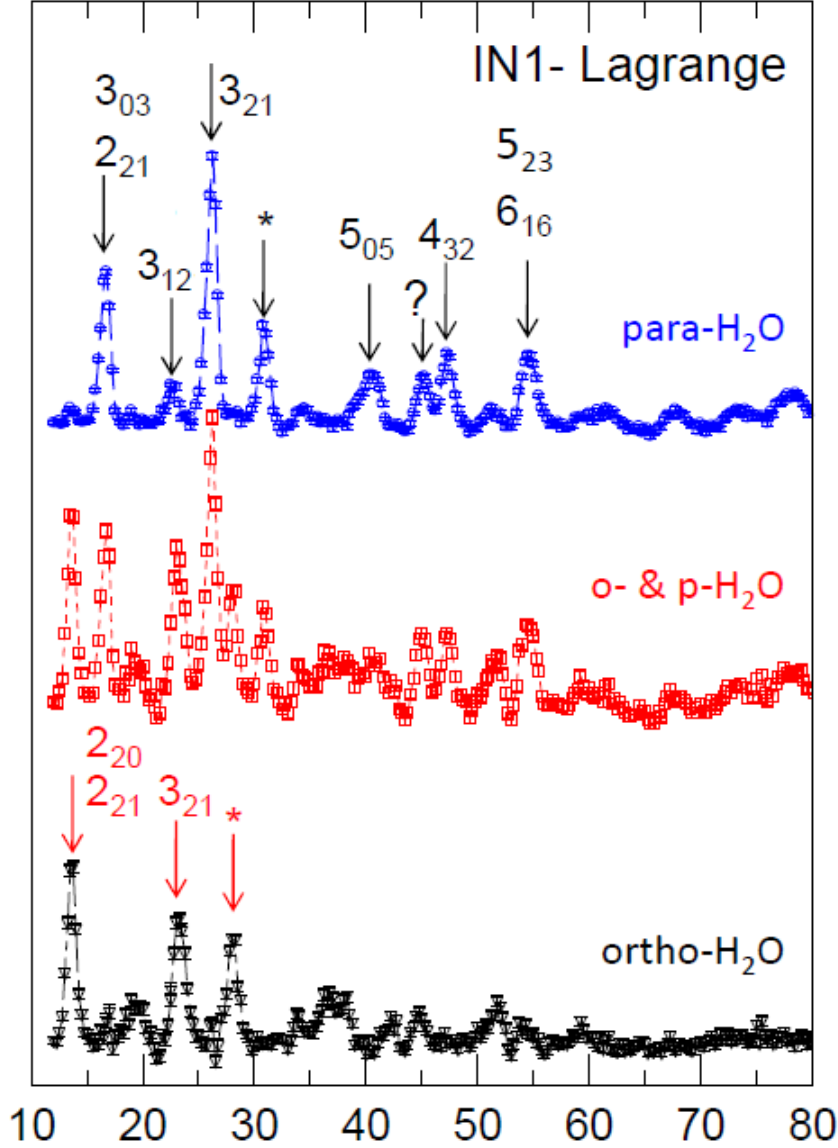 IN1- Lagrange
3₀₃
2₂₁
3₁₂
3₂₁
*
5₀₅
?
4₃₂
5₂₃
6₁₆
para-H₂O
o- & p-H₂O
2₂₀
2₂₁
3₂₁
*
ortho-H₂O
10 20 30 40 50 60 70 80